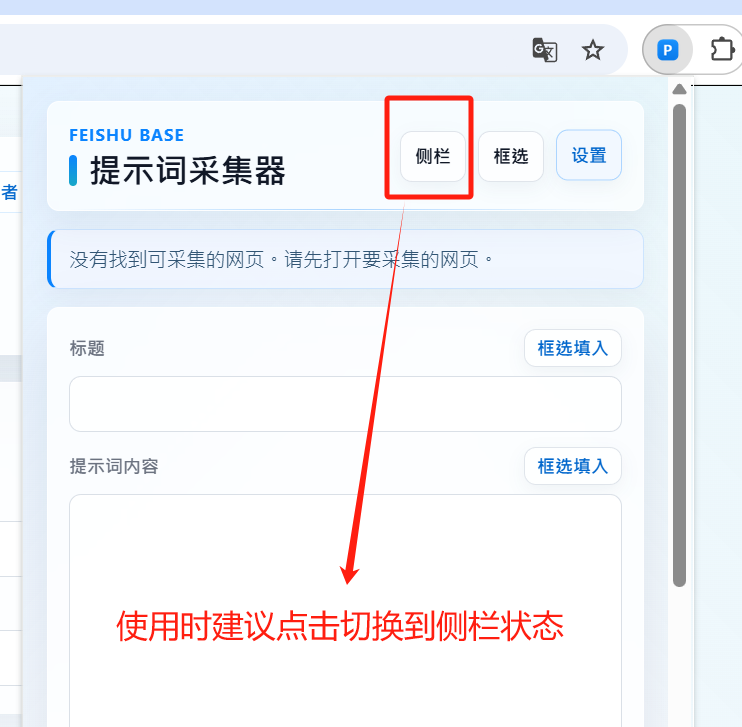 P
FEISHU BASE
提示词采集器
侧栏
框选
设置
者
没有找到可采集的网页。请先打开要采集的网页。
标题
框选填入
提示词内容
框选填入
使用时建议点击切换到侧栏状态